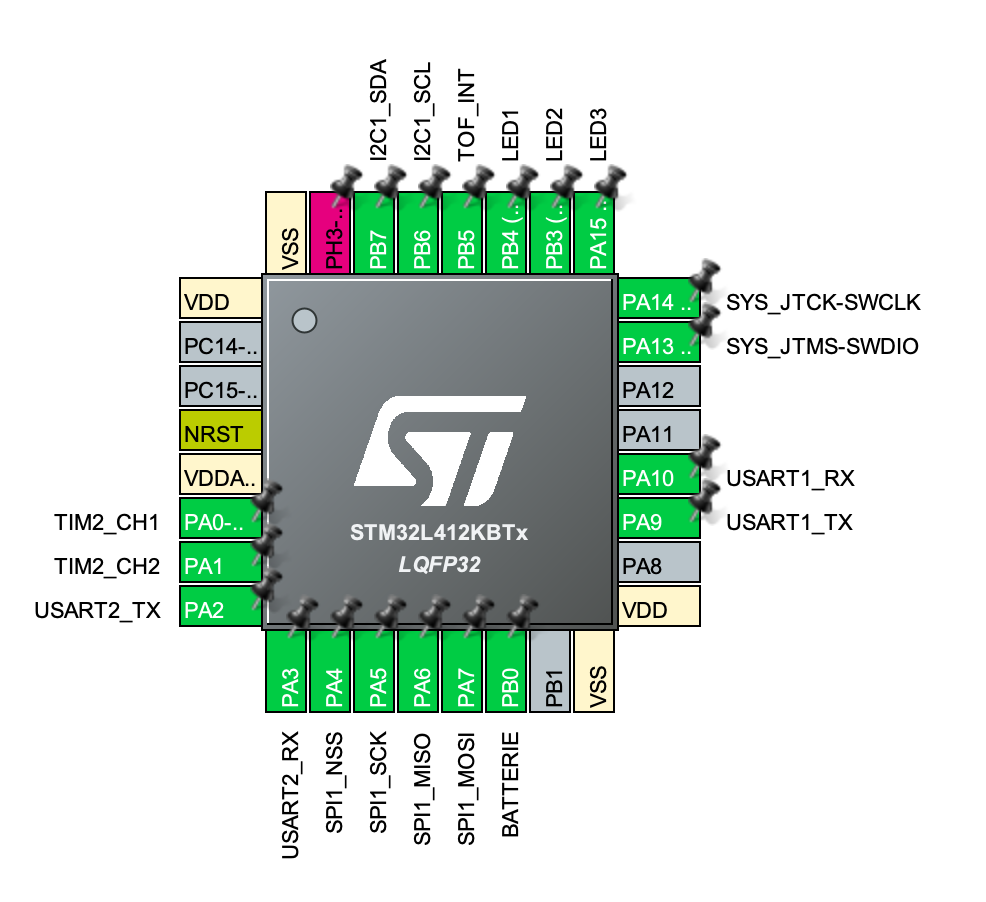 I2C1_SDA
I2C1_SCL
TOF_INT
LED1
LED2
LED3
VSS
PH3-..
PB7
PB6
PB5
PB4 (..
PB3 (..
PA15 ..
VDD
PC14-..
PC15-..
NRST
VDDA..
TIM2_CH1 PA0-..
TIM2_CH2 PA1
USART2_TX PA2
PA14 .. SYS_JTCK-SWCLK
PA13 .. SYS_JTMS-SWDIO
PA12
PA11
PA10 USART1_RX
PA9 USART1_TX
PA8
VDD
ST
STM32L412KBTx
LQFP32
PA3
PA4
PA5
PA6
PA7
PB0
PB1
VSS
USART2_RX
SPI1_NSS
SPI1_SCK
SPI1_MISO
SPI1_MOSI
BATTERIE